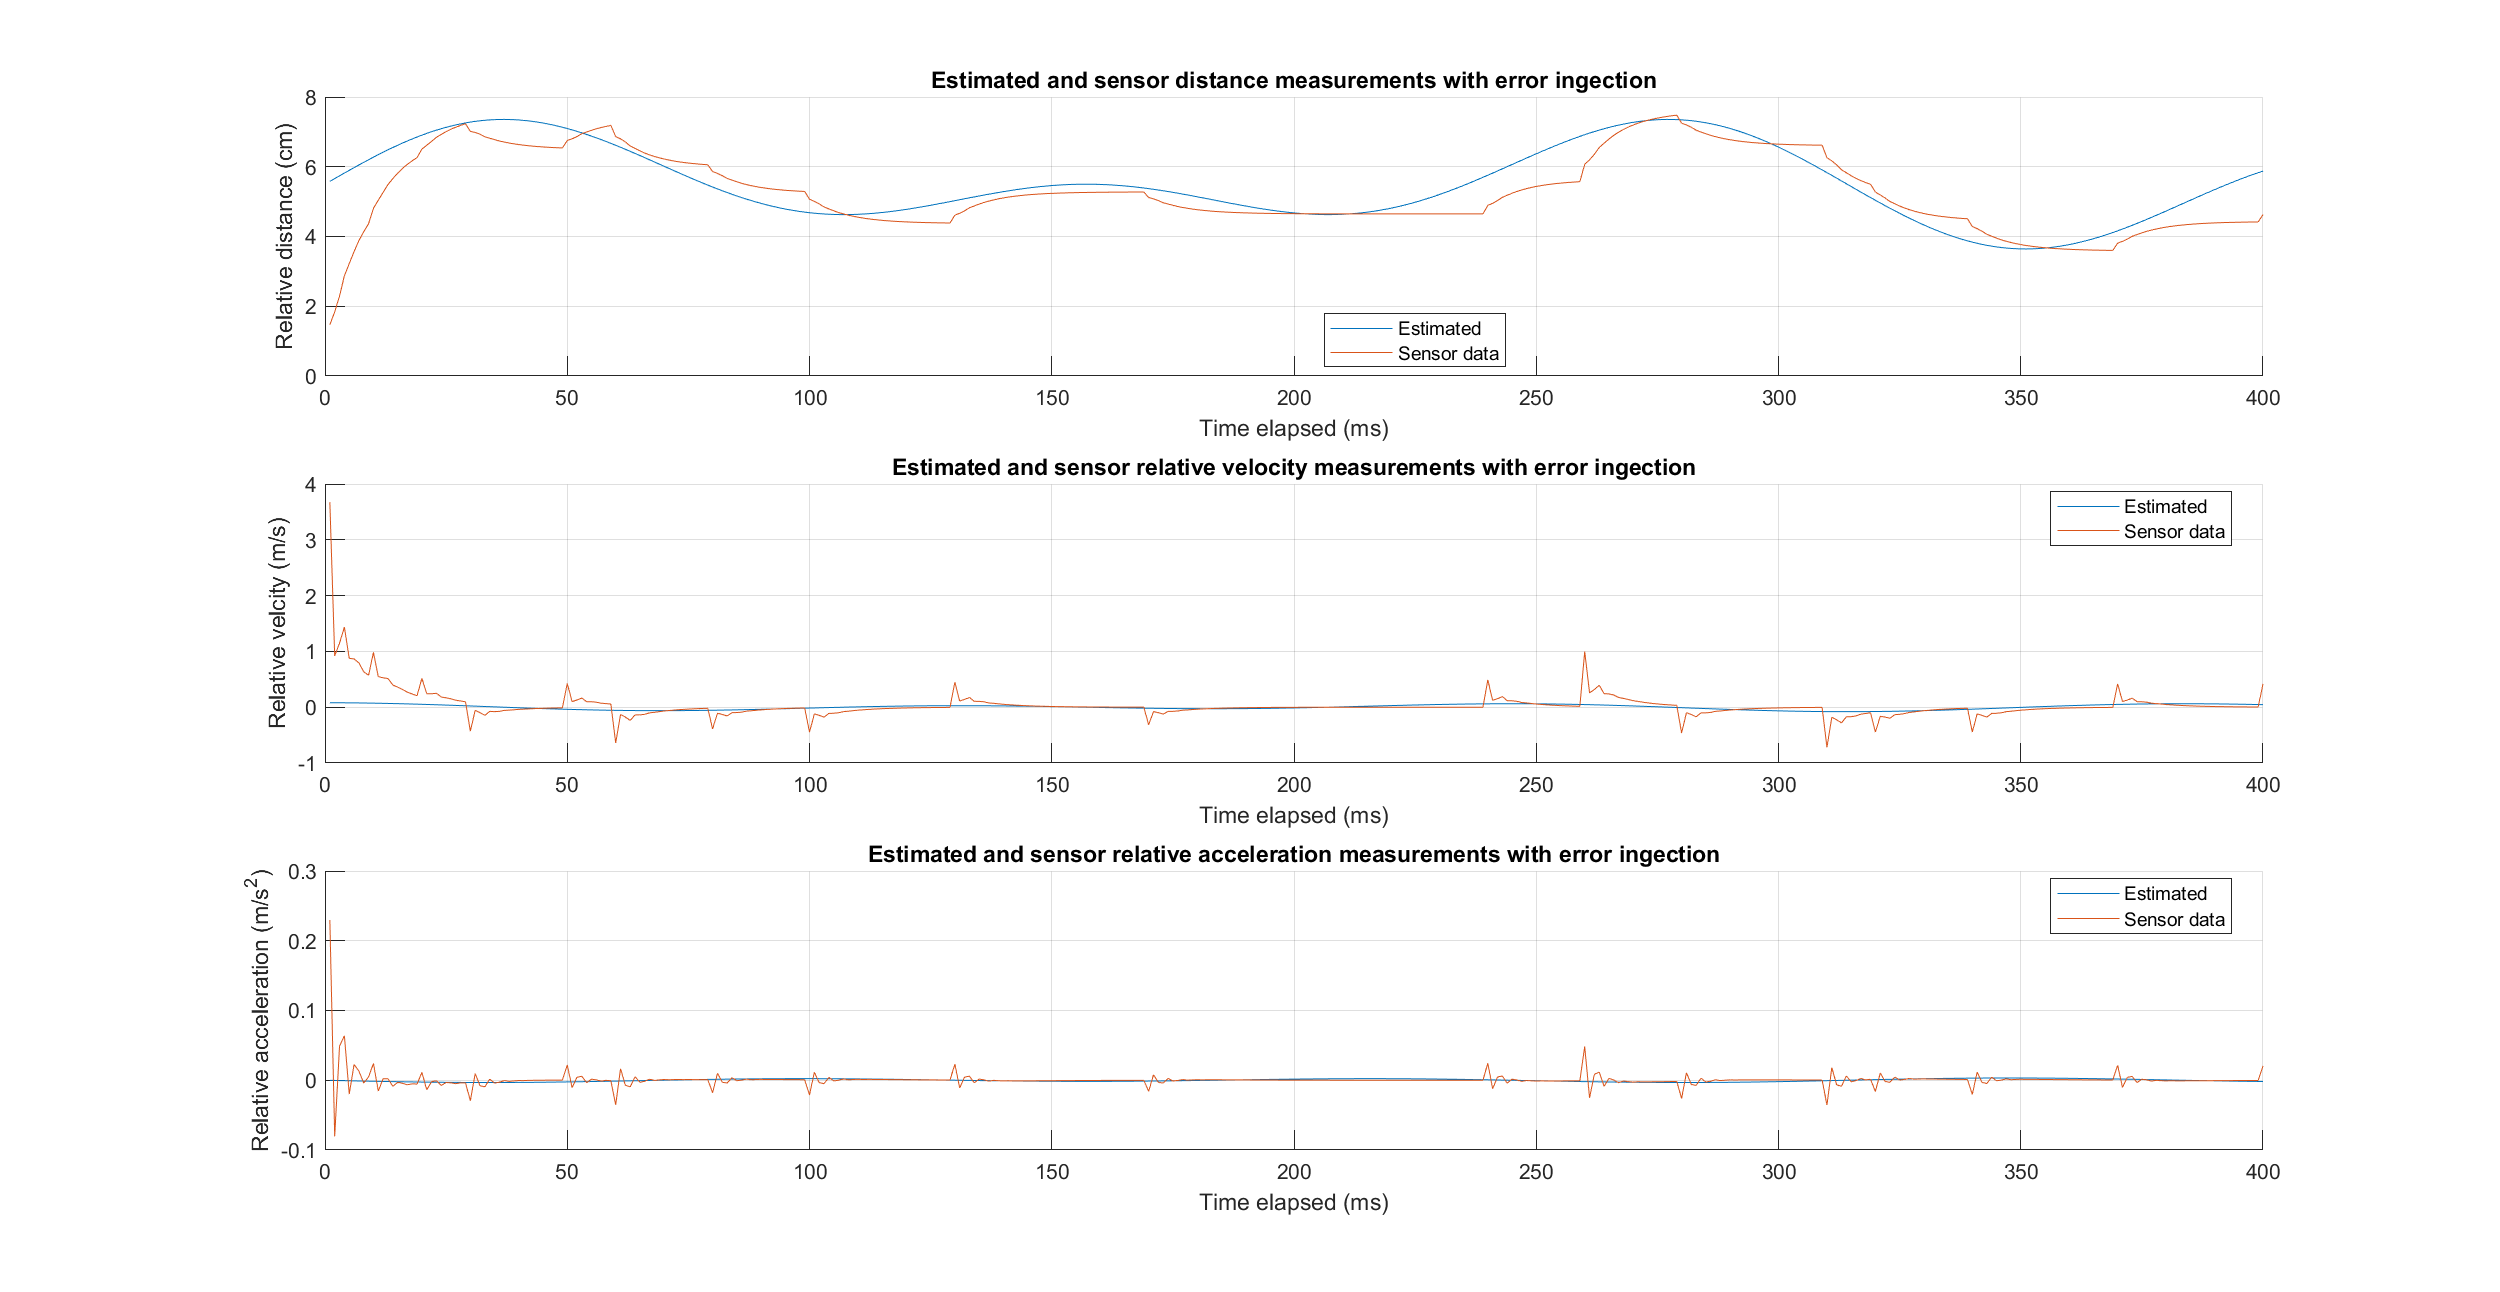 Estimated and sensor distance measurements with error ingection
Relative distance (cm)
8
6
4
2
0
0 50 100 150 200 250 300 350 400
Time elapsed (ms)
Estimated
Sensor data
Estimated and sensor relative velocity measurements with error ingection
Relative velcity (m/s)
4
3
2
1
0
-1
0 50 100 150 200 250 300 350 400
Time elapsed (ms)
Estimated
Sensor data
Estimated and sensor relative acceleration measurements with error ingection
Relative acceleration (m/s²)
0.3
0.2
0.1
0
-0.1
0 50 100 150 200 250 300 350 400
Time elapsed (ms)
Estimated
Sensor data